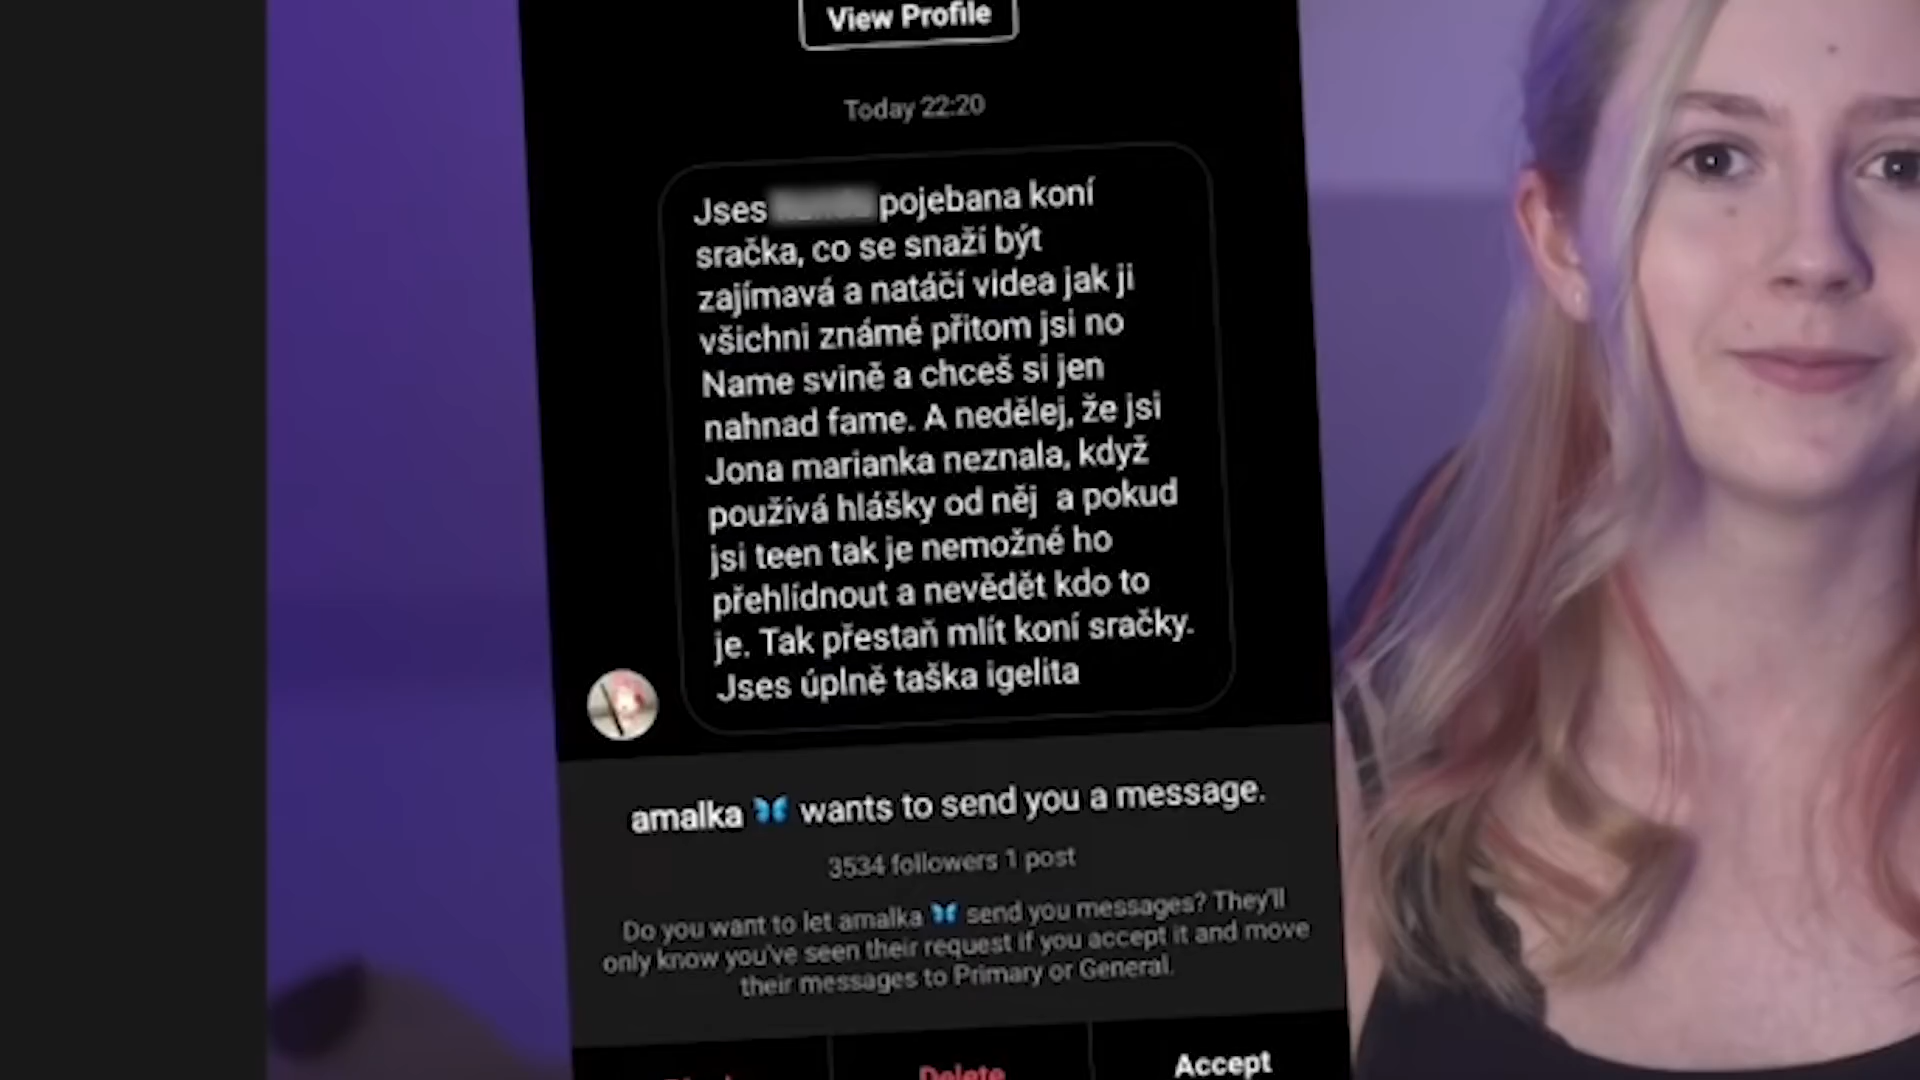 View Profile
Today 22:20
Jses pojebana koní
sračka, co se snaží být
zajímavá a natáčí videa jak ji
všichni známé přitom jsi no
Name svině a chceš si jen
nahnad fame. A nedělej, že jsi
Jona marianka neznala, když
používá hlášky od něj a pokud
jsi teen tak je nemožné ho
přehlídnout a nevědět kdo to
je. Tak přestaň mlít koní sračky.
Jses úplně taška igelita
amalka 🦋 wants to send you a message.
3534 followers 1 post
Do you want to let amalka 🦋 send you messages? They'll
only know you've seen their request if you accept it and move
their messages to Primary or General.
Delete
Accept